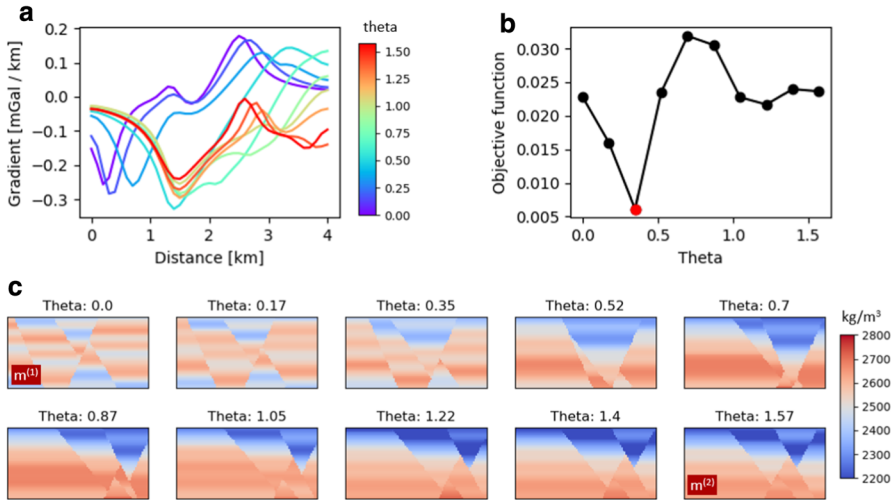 a
theta
0.2
0.1
0.0
−0.1
−0.2
−0.3
Gradient [mGal / km]
0 1 2 3 4
Distance [km]
1.50
1.25
1.00
0.75
0.50
0.25
0.00
b
0.030
0.025
0.020
0.015
0.010
0.005
Objective function
0.0 0.5 1.0 1.5
Theta
c
Theta: 0.0 Theta: 0.17 Theta: 0.35 Theta: 0.52 Theta: 0.7
m(1)
Theta: 0.87 Theta: 1.05 Theta: 1.22 Theta: 1.4 Theta: 1.57
m(2)
kg/m³
2800
2700
2600
2500
2400
2300
2200